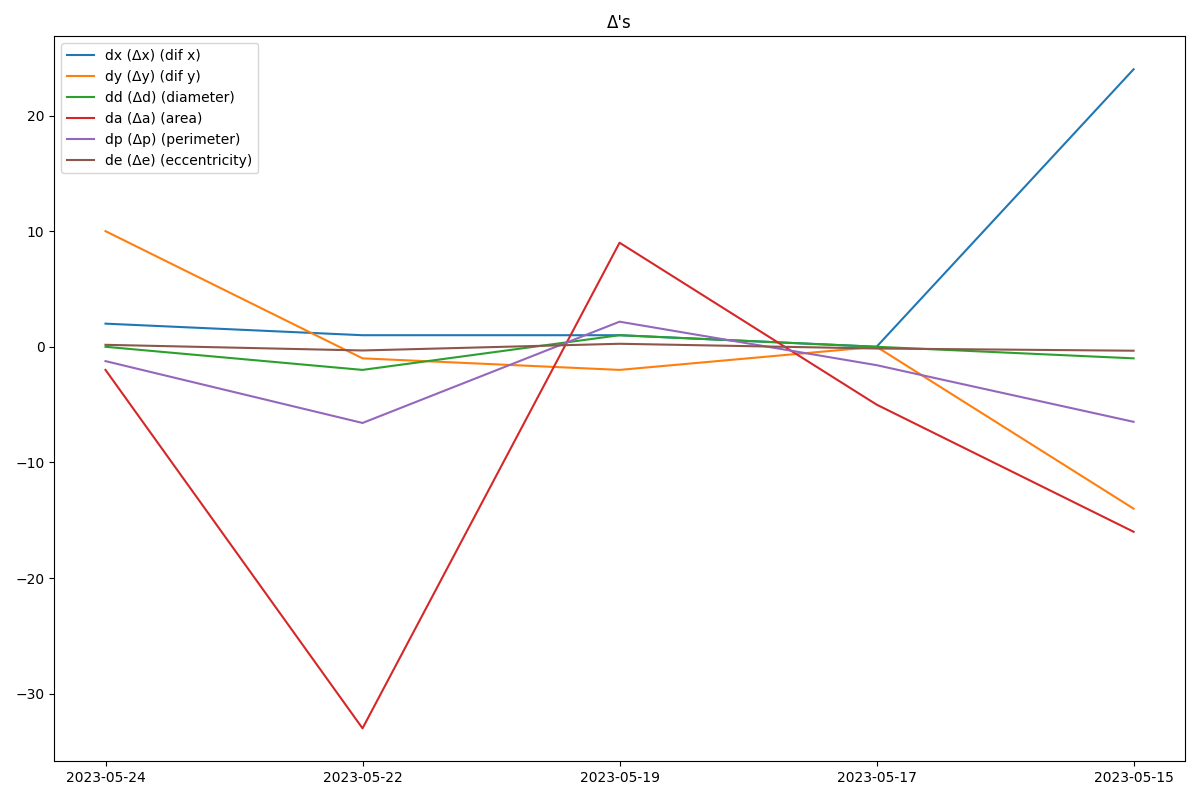 Δ's
dx (Δx) (dif x)
dy (Δy) (dif y)
dd (Δd) (diameter)
da (Δa) (area)
dp (Δp) (perimeter)
de (Δe) (eccentricity)
20
10
0
−10
−20
−30
2023-05-24 2023-05-22 2023-05-19 2023-05-17 2023-05-15